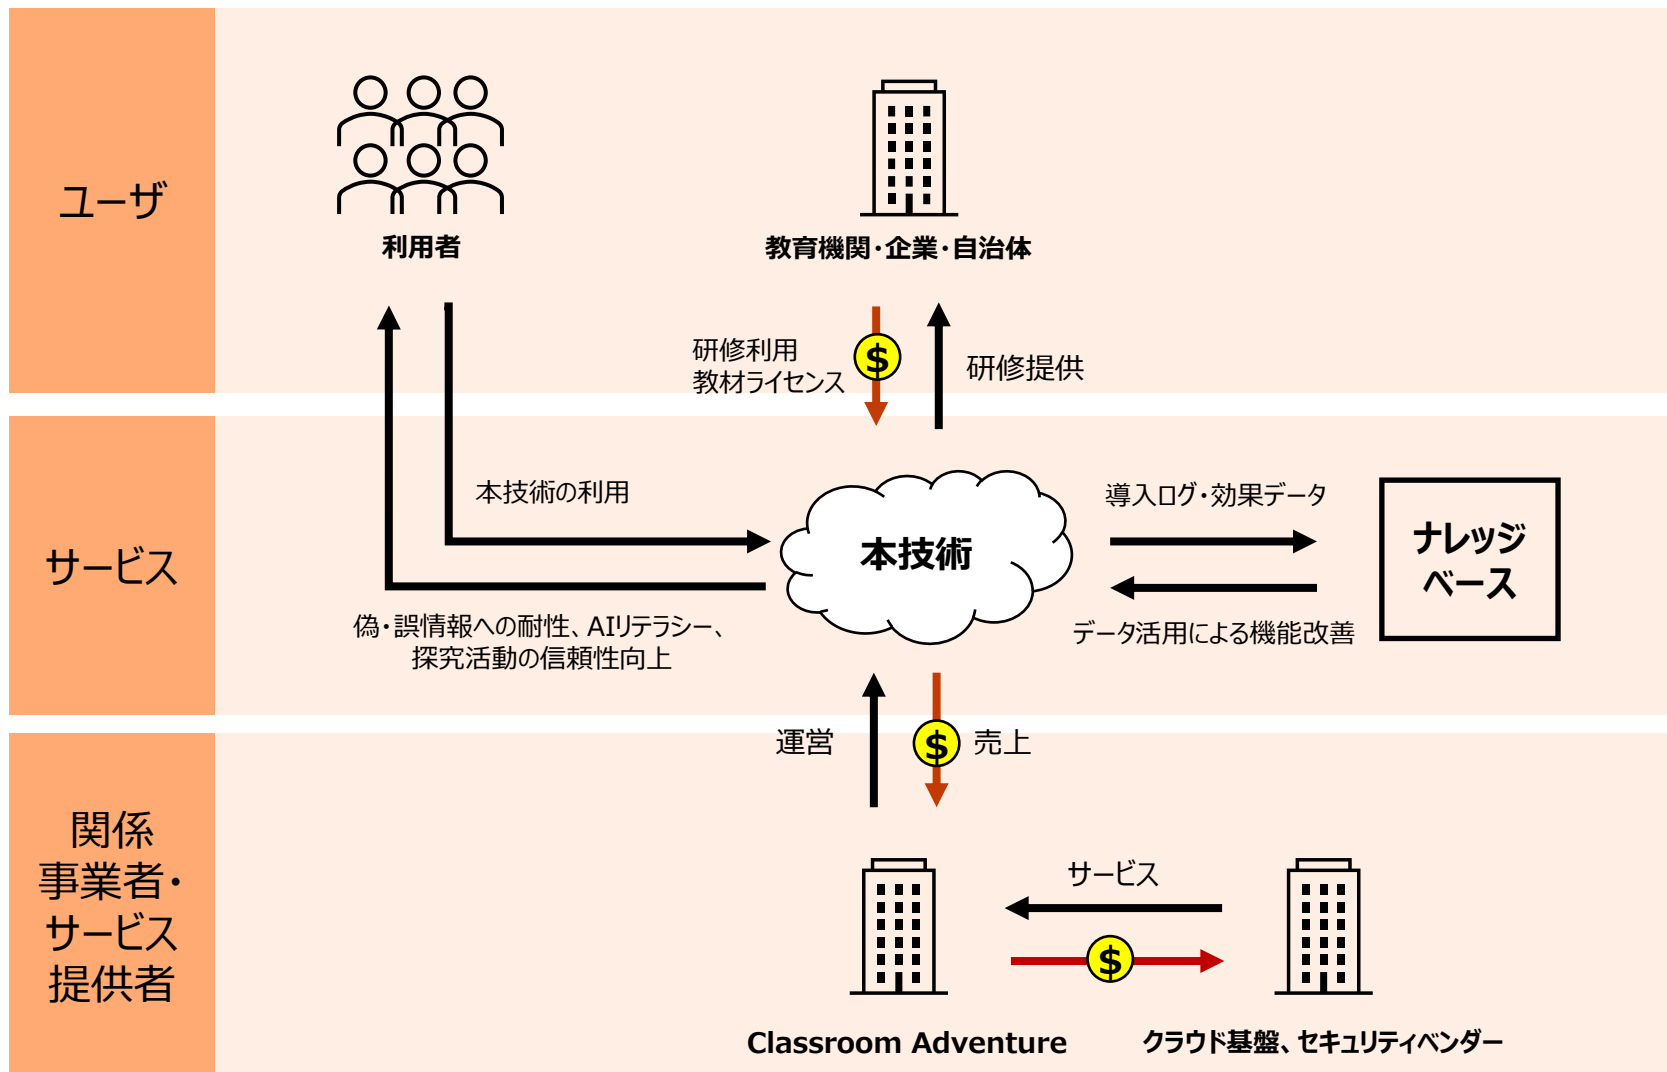 ユーザ
利用者
教育機関・企業・自治体
研修利用
教材ライセンス
$
研修提供
サービス
本技術の利用
本技術
導入ログ・効果データ
ナレッジ
ベース
偽・誤情報への耐性、AIリテラシー、
探究活動の信頼性向上
データ活用による機能改善
運営
$
売上
関係
事業者・
サービス
提供者
サービス
$
Classroom Adventure
クラウド基盤、セキュリティベンダー